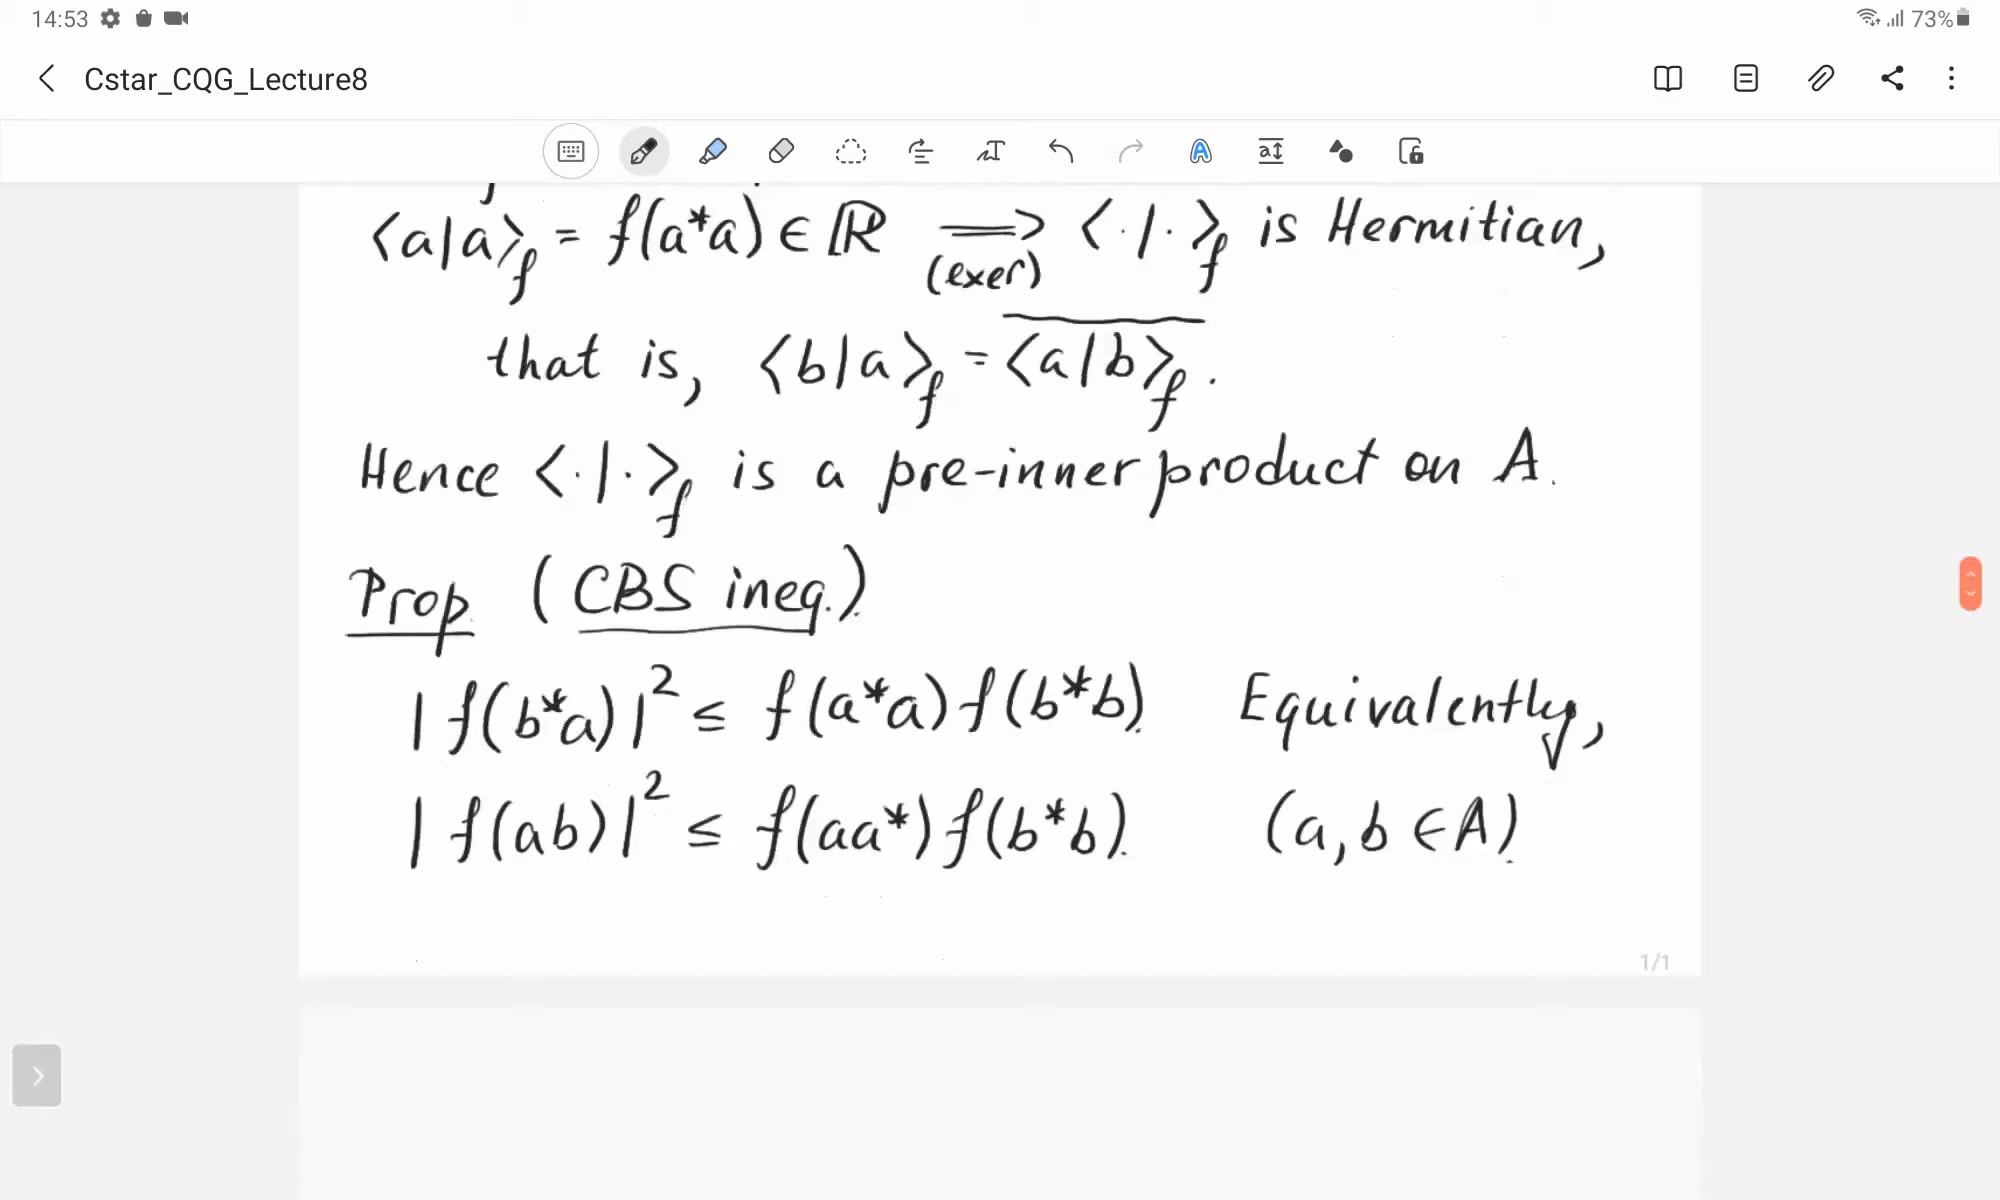 14:53 73%
Cstar_CQG_Lecture8
⟨a|a⟩_f = f(a*a) ∈ ℝ ⟹ (exer) ⟨·|·⟩_f is Hermitian,
that is, ⟨b|a⟩_f = \overline{⟨a|b⟩_f}.
Hence ⟨·|·⟩_f is a pre-inner product on A.
Prop (CBS ineq.)
|f(b*a)|² ≤ f(a*a) f(b*b). Equivalently,
|f(ab)|² ≤ f(aa*) f(b*b). (a, b ∈ A).
1/1